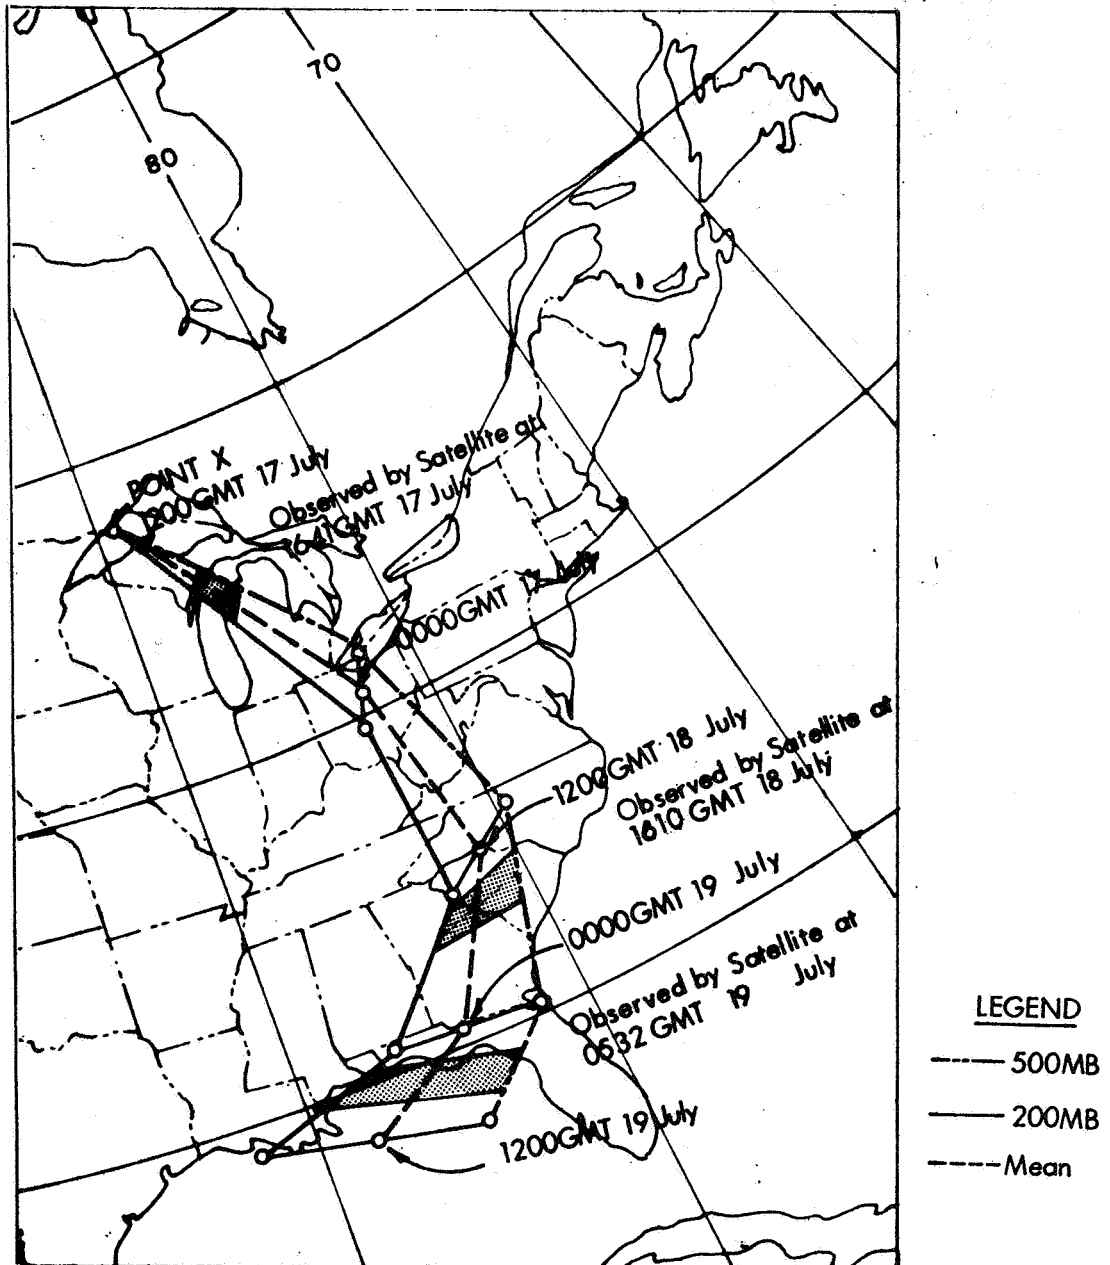 70
80
POINT X
1200GMT 17 July
Observed by Satellite at
1641GMT 17 July
0000GMT 17 July
1200GMT 18 July
Observed by Satellite at
1610 GMT 18 July
0000GMT 19 July
Observed by Satellite at
0532 GMT 19 July
1200GMT 19 July
LEGEND
500MB
200MB
Mean